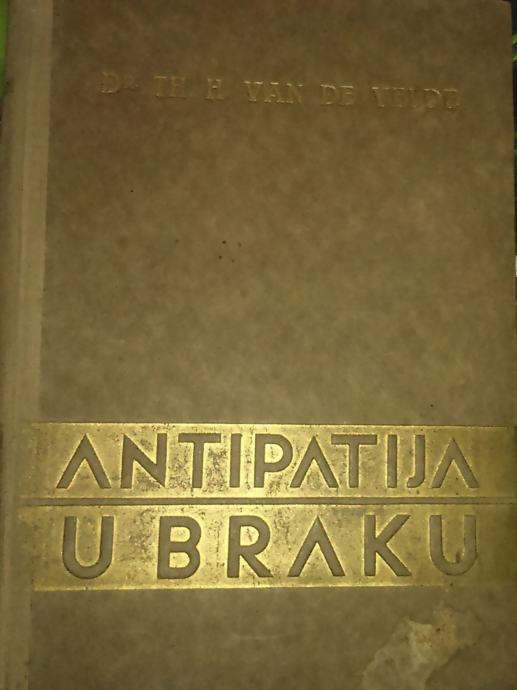 Dr TH H VAN DE VELDE
ANTIPATIJA
U BRAKU